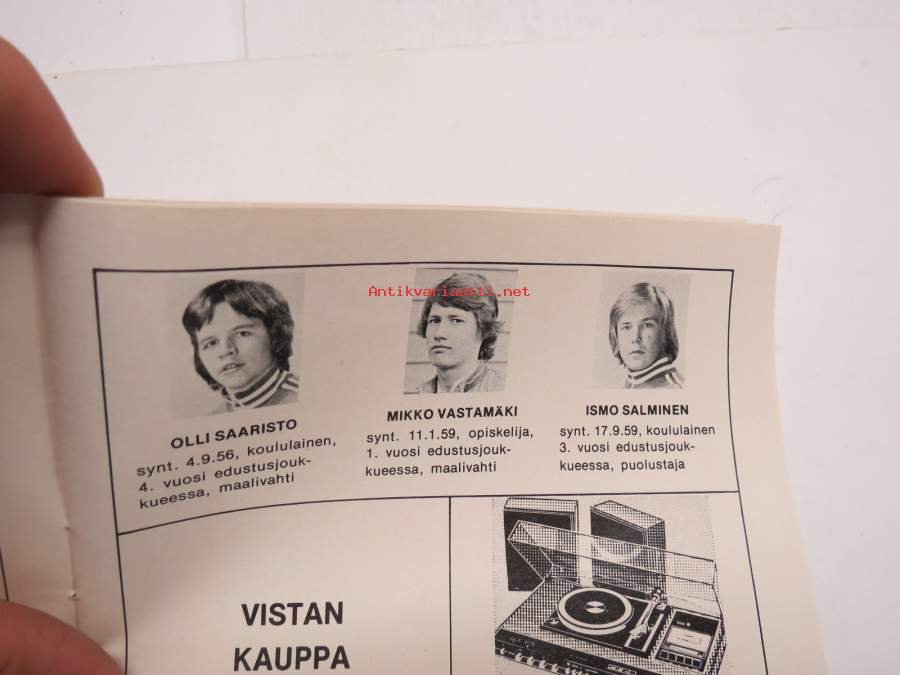 Antikvariaatti.net
OLLI SAARISTO
synt. 4.9.56, koululainen,
4. vuosi edustusjouk-
kueessa, maalivahti
MIKKO VASTAMÄKI
synt. 11.1.59, opiskelija,
1. vuosi edustusjouk-
kueessa, maalivahti
ISMO SALMINEN
synt. 17.9.59, koululainen
3. vuosi edustusjouk-
kueessa, puolustaja
VISTAN
KAUPPA